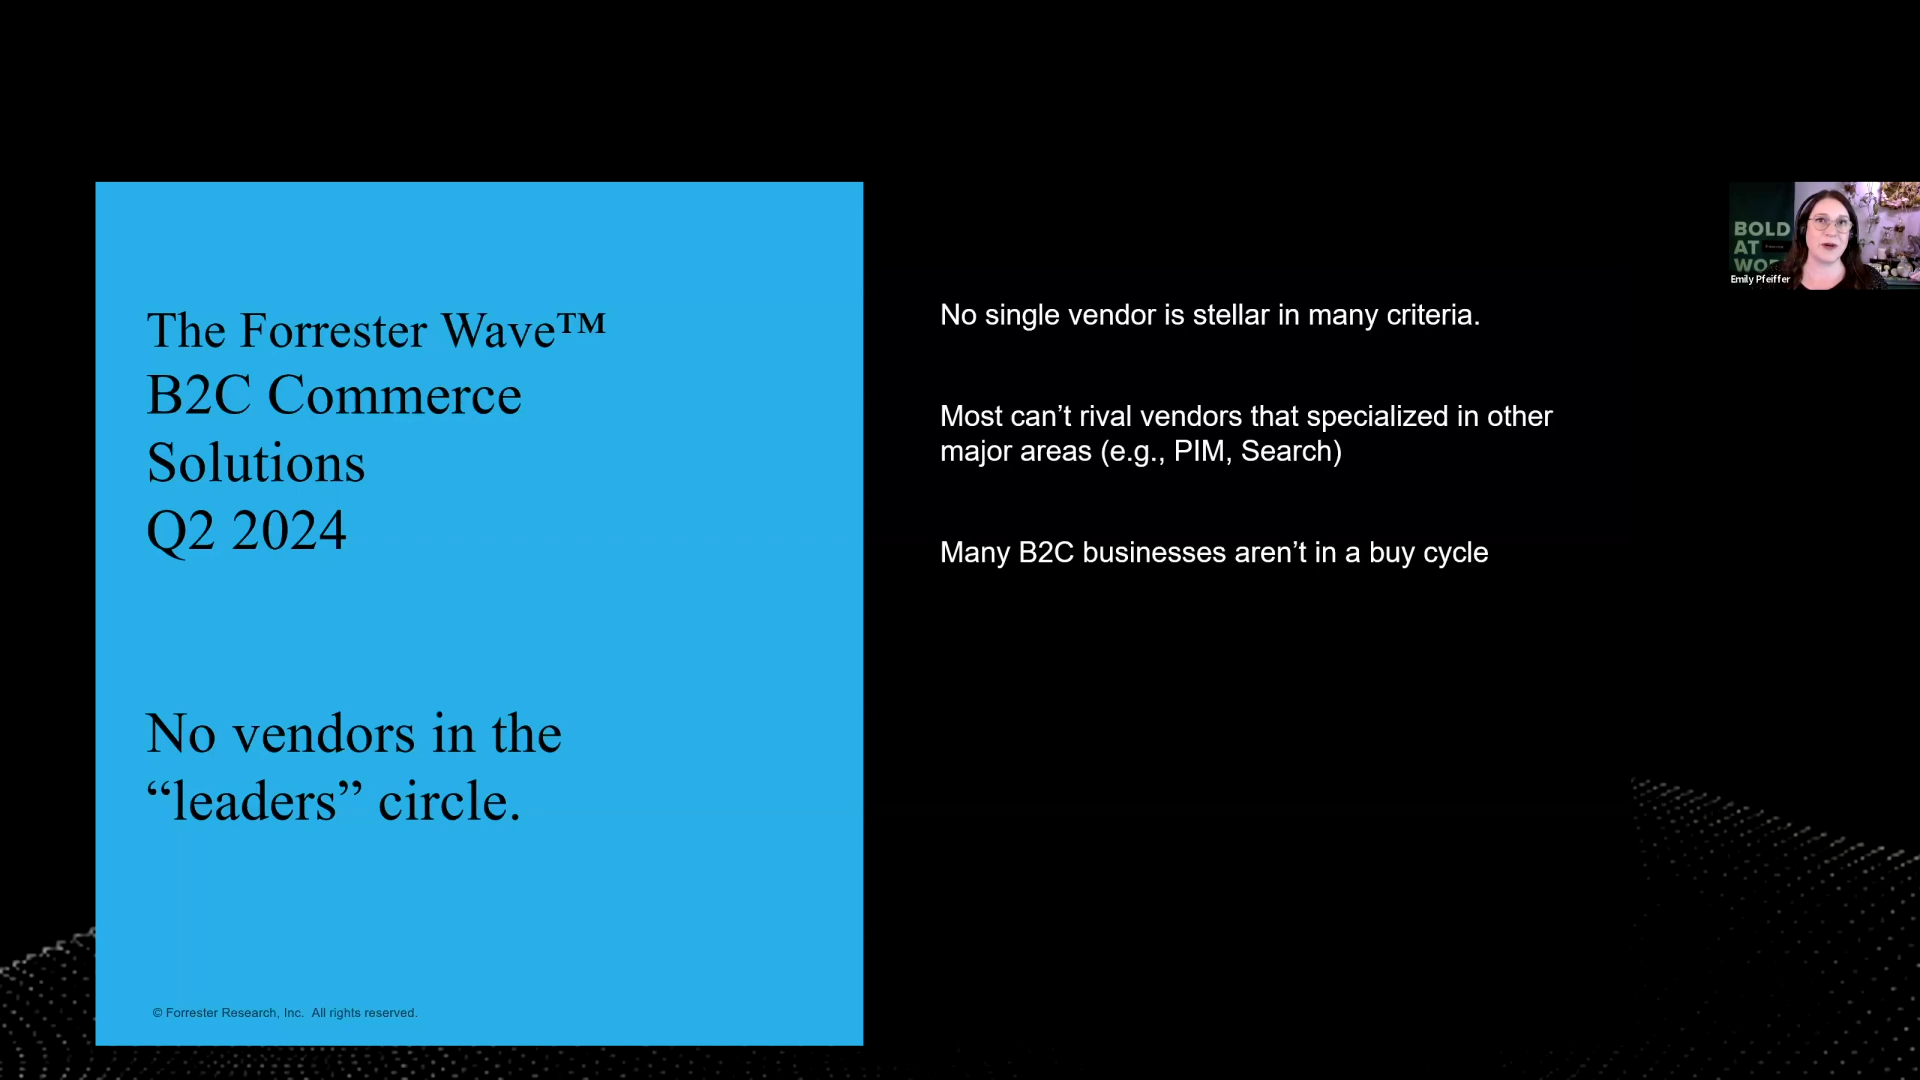 The Forrester Wave™
B2C Commerce
Solutions
Q2 2024
No vendors in the
“leaders” circle.
© Forrester Research, Inc.  All rights reserved.
No single vendor is stellar in many criteria.
Most can’t rival vendors that specialized in other
major areas (e.g., PIM, Search)
Many B2C businesses aren’t in a buy cycle
BOLD
AT
Emily Pfeiffer